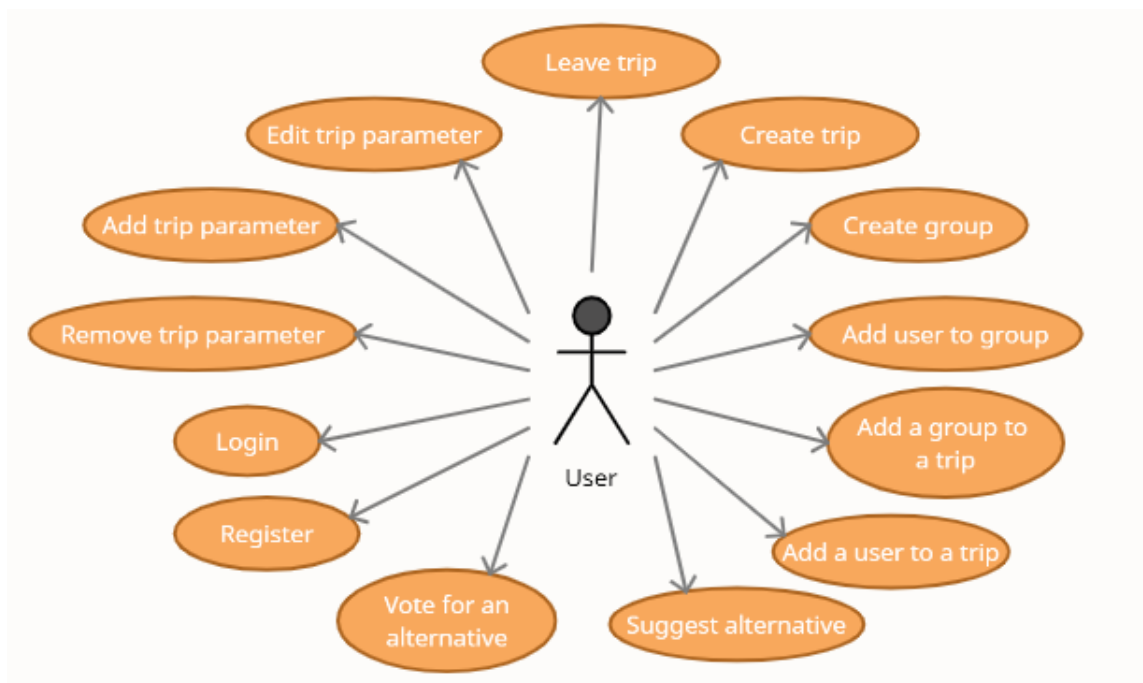 Leave trip
Edit trip parameter
Create trip
Add trip parameter
Create group
Remove trip parameter
Add user to group
Login
Add a group to
a trip
User
Register
Add a user to a trip
Vote for an
alternative
Suggest alternative